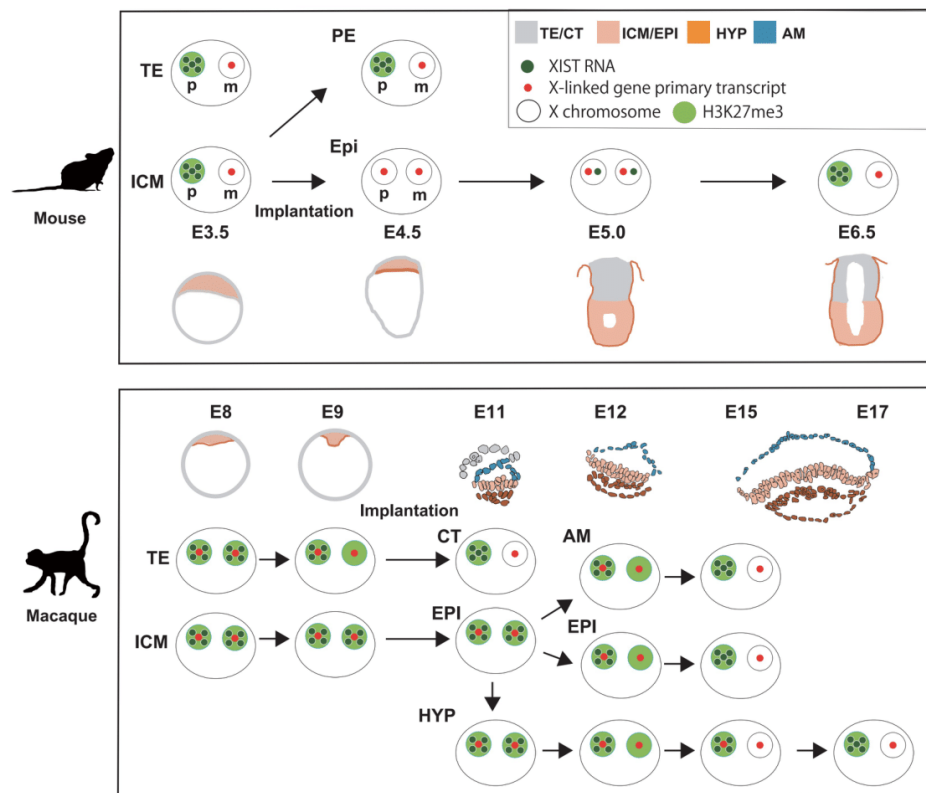 PE
TE
p m
p m
TE/CT ICM/EPI HYP AM
XIST RNA
X-linked gene primary transcript
X chromosome H3K27me3
Mouse
ICM
Epi
p m
p m
Implantation
E3.5 E4.5 E5.0 E6.5
E8 E9 E11 E12 E15 E17
Implantation
Macaque
TE
CT
AM
ICM
EPI
EPI
HYP